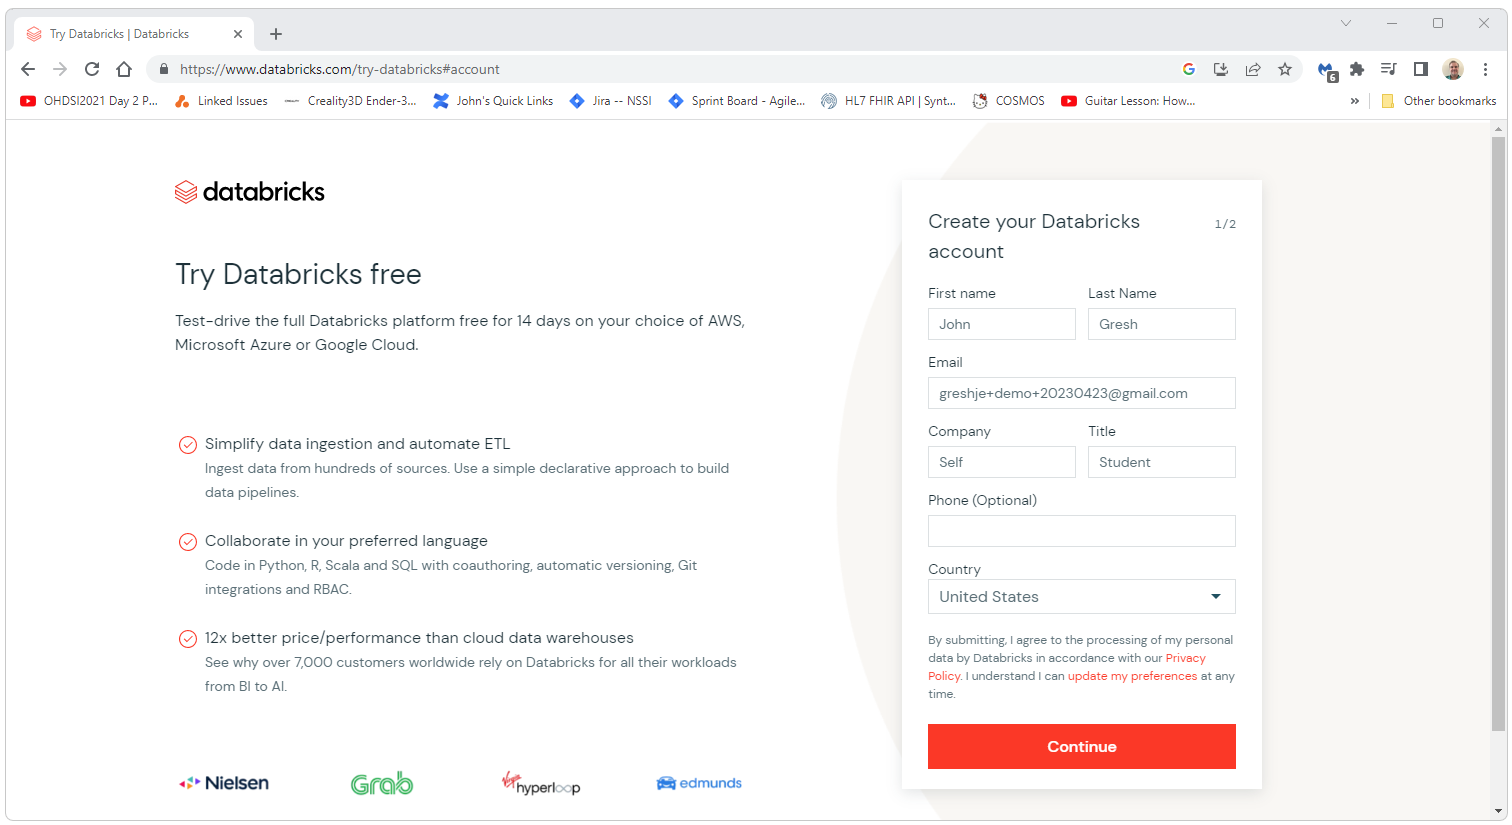 Try Databricks | Databricks
https://www.databricks.com/try-databricks#account
6
OHDSI2021 Day 2 P...
Linked Issues
Creality3D Ender-3...
John's Quick Links
Jira -- NSSI
Sprint Board - Agile...
HL7 FHIR API | Synt...
COSMOS
Guitar Lesson: How...
»
Other bookmarks
databricks
Try Databricks free
Test-drive the full Databricks platform free for 14 days on your choice of AWS,
Microsoft Azure or Google Cloud.
Simplify data ingestion and automate ETL
Ingest data from hundreds of sources. Use a simple declarative approach to build
data pipelines.
Collaborate in your preferred language
Code in Python, R, Scala and SQL with coauthoring, automatic versioning, Git
integrations and RBAC.
12x better price/performance than cloud data warehouses
See why over 7,000 customers worldwide rely on Databricks for all their workloads
from BI to AI.
Nielsen
Grab
Virgin
hyperloop
edmunds
Create your Databricks
account
1/2
First name
Last Name
John
Gresh
Email
greshje+demo+20230423@gmail.com
Company
Title
Self
Student
Phone (Optional)
Country
United States
By submitting, I agree to the processing of my personal
data by Databricks in accordance with our Privacy
Policy. I understand I can update my preferences at any
time.
Continue